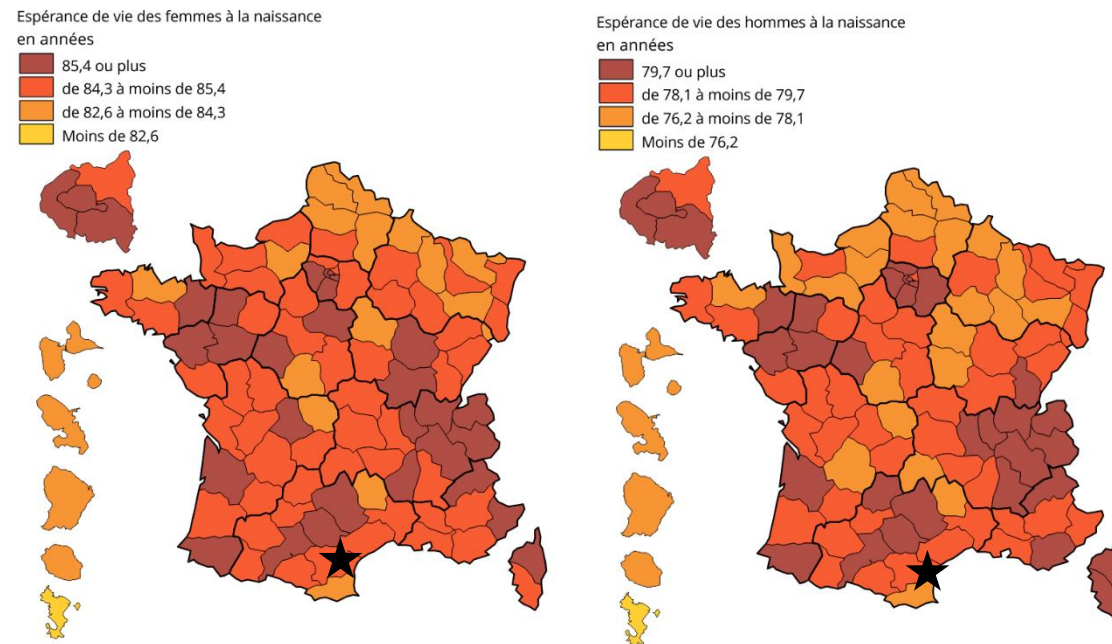 Espérance de vie des femmes à la naissance
en années
85,4 ou plus
de 84,3 à moins de 85,4
de 82,6 à moins de 84,3
Moins de 82,6
Espérance de vie des hommes à la naissance
en années
79,7 ou plus
de 78,1 à moins de 79,7
de 76,2 à moins de 78,1
Moins de 76,2